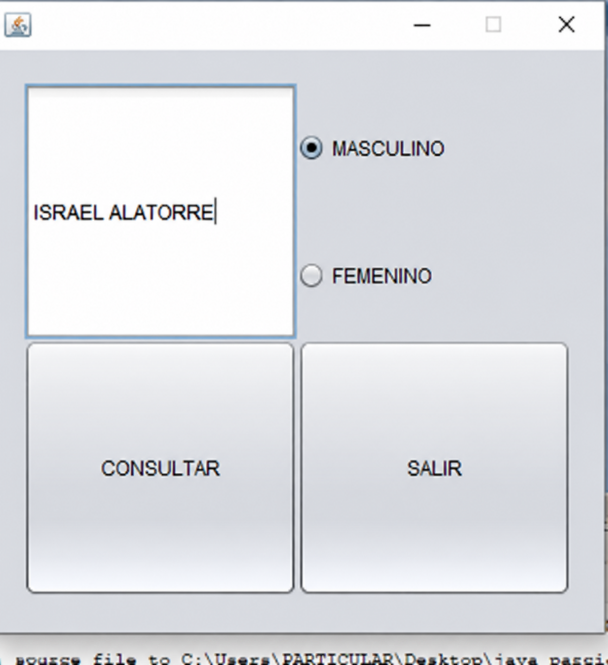 ISRAEL ALATORRE
MASCULINO
FEMENINO
CONSULTAR
SALIR
source file to C:\Users\PARTICULAR\Desktop\java